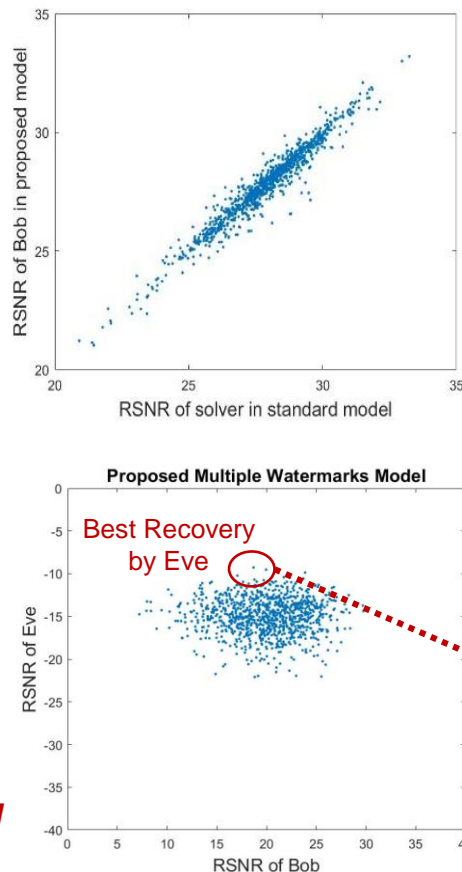 35
30
25
20
RSNR of Bob in proposed model
20 25 30 35
RSNR of solver in standard model
Proposed Multiple Watermarks Model
0
-5
-10
-15
-20
-25
-30
-35
-40
RSNR of Eve
Best Recovery
by Eve
0 5 10 15 20 25 30 35
RSNR of Bob